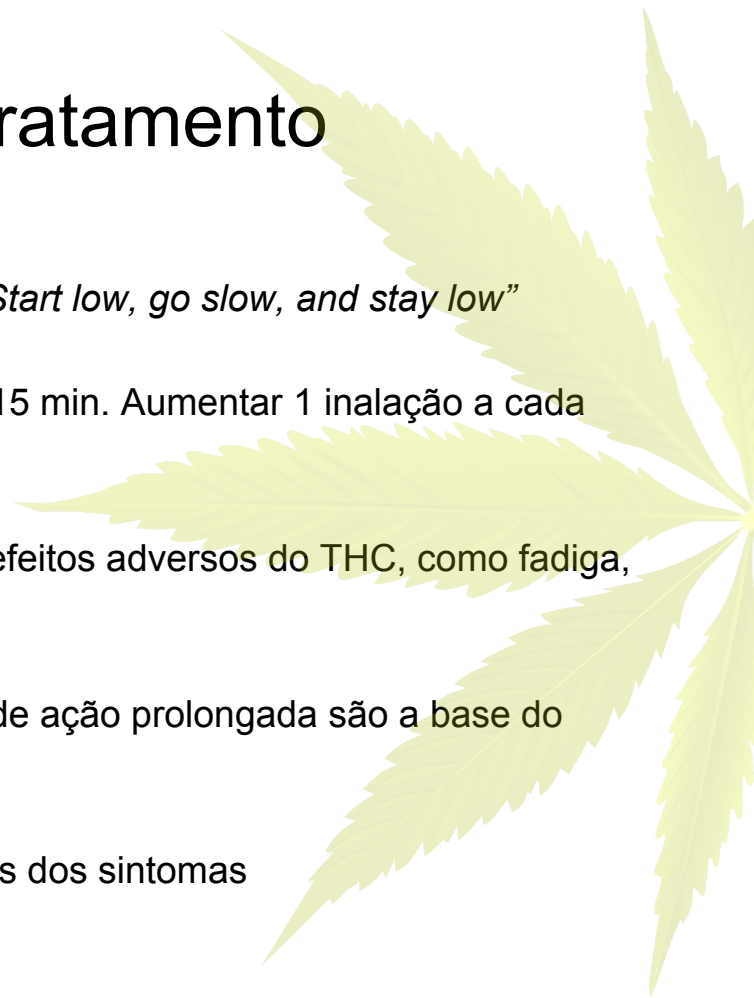 ratamento
Start low, go slow, and stay low”
15 min. Aumentar 1 inalação a cada
efeitos adversos do THC, como fadiga,
de ação prolongada são a base do
s dos sintomas